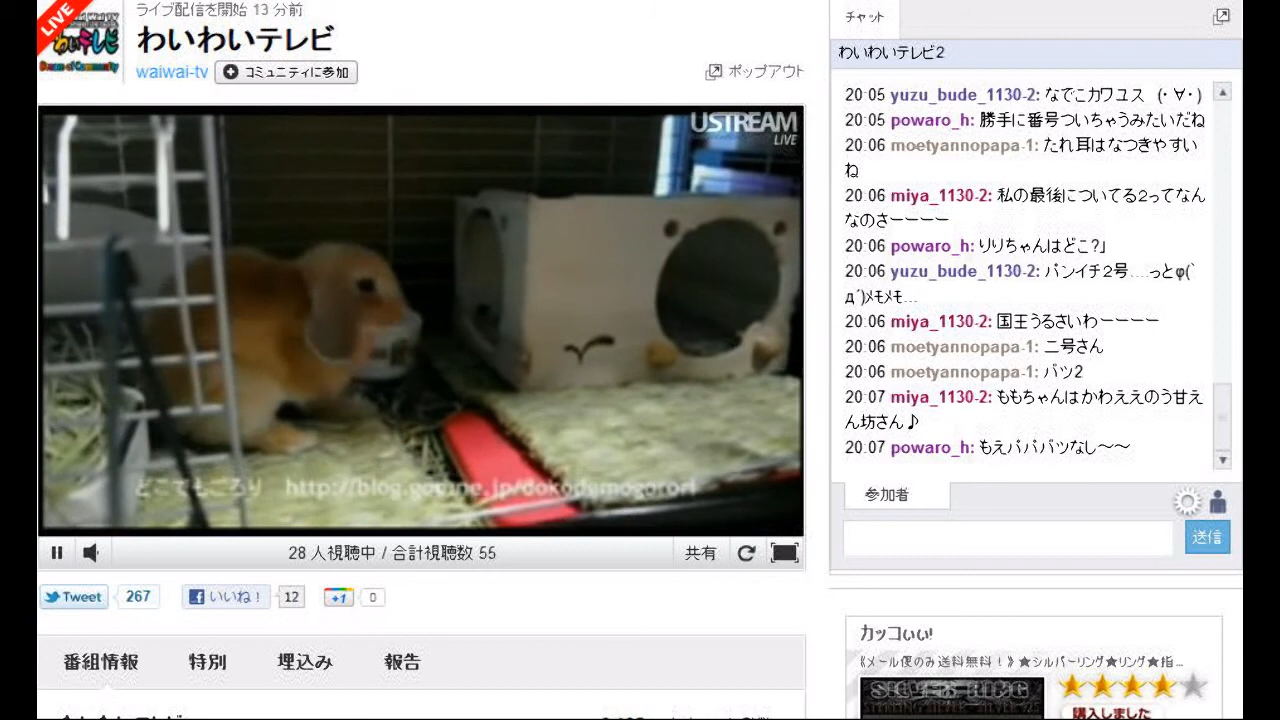 LIVE
ライブ配信を開始 13 分前
わいわいテレビ
waiwai-tv コミュニティに参加
ポップアウト
USTREAM
LIVE
どこでもごろり http://blog.goo.ne.jp/dokodemogorori
28 人視聴中 / 合計視聴数 55
共有
Tweet 267 いいね！ 12 +1 0
番組情報 特別 埋込み 報告
チャット
わいわいテレビ2
20:05 yuzu_bude_1130-2: なでこカワユス (・∀・)
20:05 powaro_h: 勝手に番号ついちゃうみたいだね
20:06 moetyannopapa-1: たれ耳はなつきやすい
ね
20:06 miya_1130-2: 私の最後についてる2ってなん
なのさーーーー
20:06 powaro_h: りりちゃんはどこ?」
20:06 yuzu_bude_1130-2: バンイチ2号....っとφ(`
д´)ﾒﾓﾒﾓ...
20:06 miya_1130-2: 国王うるさいわーーーー
20:06 moetyannopapa-1: 二号さん
20:06 moetyannopapa-1: バツ2
20:07 miya_1130-2: ももちゃんはかわええのう甘え
ん坊さん♪
20:07 powaro_h: もえパパバツなし～～
参加者
送信
カッコいい!
《メール便のみ送料無料！》★シルバーリング★リング★指...
SILVER RING
購入しました